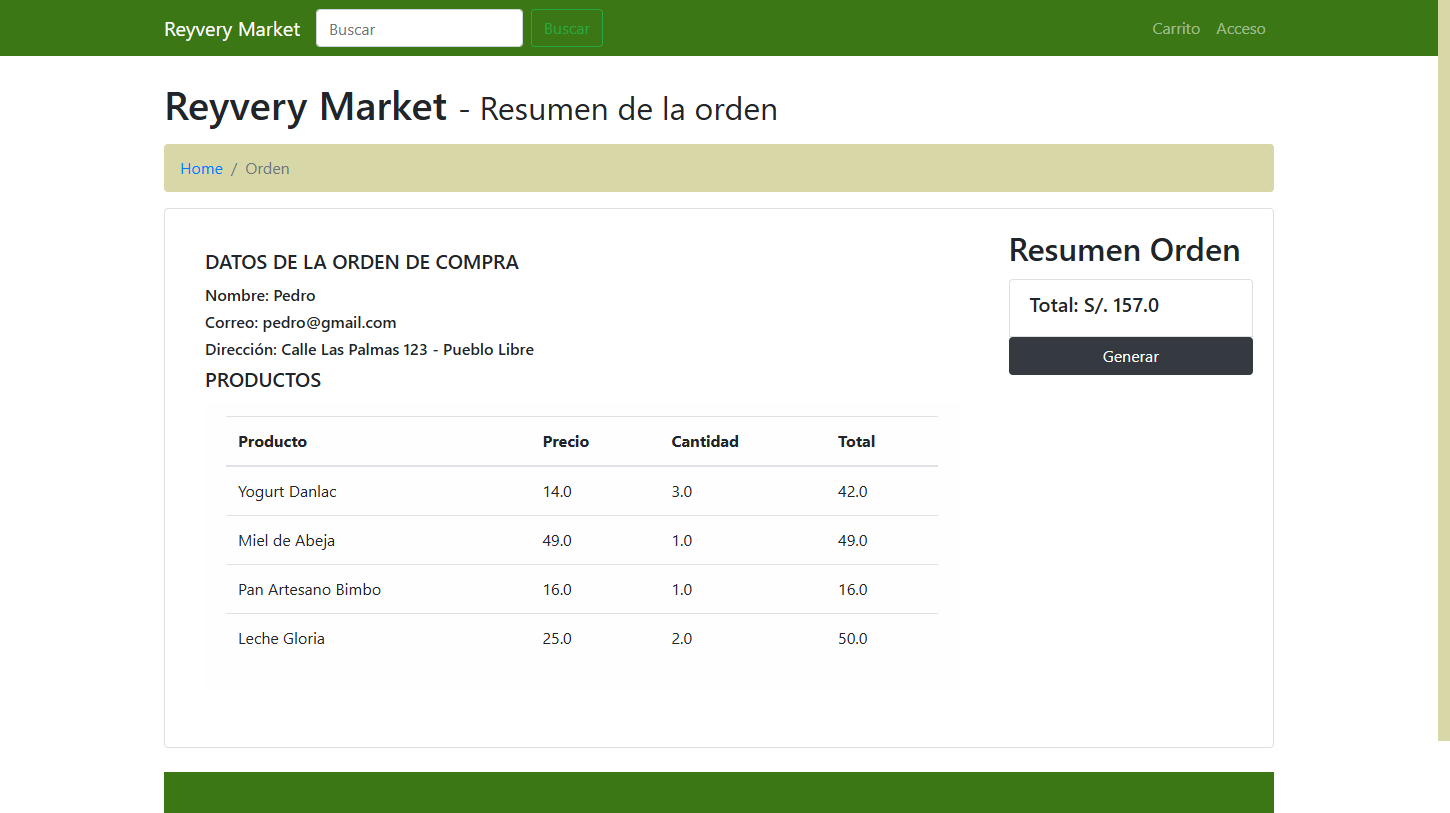 Reyvery Market Buscar Buscar Carrito Acceso
Reyvery Market - Resumen de la orden
Home / Orden
DATOS DE LA ORDEN DE COMPRA
Nombre: Pedro
Correo: pedro@gmail.com
Dirección: Calle Las Palmas 123 - Pueblo Libre
PRODUCTOS
Producto Precio Cantidad Total
Yogurt Danlac 14.0 3.0 42.0
Miel de Abeja 49.0 1.0 49.0
Pan Artesano Bimbo 16.0 1.0 16.0
Leche Gloria 25.0 2.0 50.0
Resumen Orden
Total: S/. 157.0
Generar